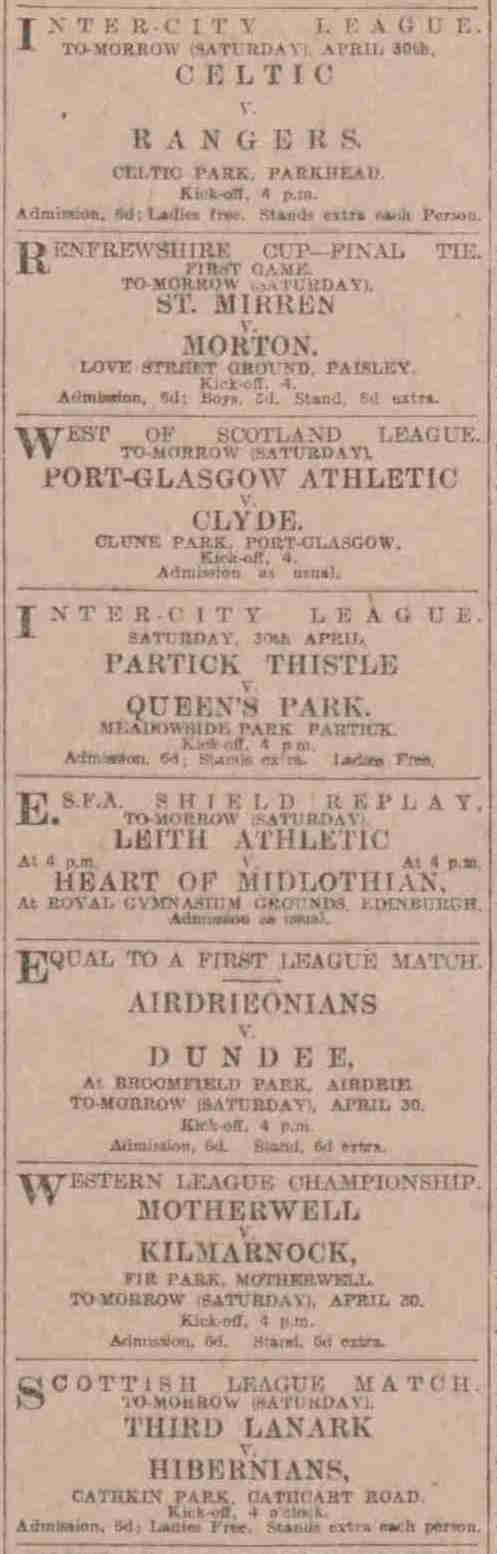 INTER-CITY LEAGUE.
TO-MORROW (SATURDAY), APRIL 30th,
CELTIC
v.
RANGERS.
CELTIC PARK, PARKHEAD.
Kick-off, 4 p.m.
Admission, 6d; Ladies free. Stands extra each Person.
RENFREWSHIRE CUP—FINAL TIE.
FIRST GAME.
TO-MORROW (SATURDAY),
ST. MIRREN
v.
MORTON.
LOVE STREET GROUND, PAISLEY.
Kick-off, 4.
Admission, 6d; Boys, 3d. Stand, 6d extra.
WEST OF SCOTLAND LEAGUE.
TO-MORROW (SATURDAY),
PORT-GLASGOW ATHLETIC
v.
CLYDE.
CLUNE PARK, PORT-GLASGOW.
Kick-off, 4.
Admission as usual.
INTER-CITY LEAGUE.
SATURDAY, 30th APRIL.
PARTICK THISTLE
v.
QUEEN'S PARK.
MEADOWSIDE PARK PARTICK.
Kick-off, 4 p.m.
Admission, 6d; Stands extra. Ladies Free.
E.S.F.A. SHIELD REPLAY,
TO-MORROW (SATURDAY).
LEITH ATHLETIC
At 4 p.m. v. At 4 p.m.
HEART OF MIDLOTHIAN,
At ROYAL GYMNASIUM GROUNDS, EDINBURGH.
Admission as usual.
EQUAL TO A FIRST LEAGUE MATCH.
AIRDRIEONIANS
v.
DUNDEE,
At BROOMFIELD PARK, AIRDRIE
TO-MORROW (SATURDAY), APRIL 30.
Kick-off, 4 p.m.
Admission, 6d. Stand, 6d extra.
WESTERN LEAGUE CHAMPIONSHIP.
MOTHERWELL
v.
KILMARNOCK,
FIR PARK, MOTHERWELL
TO-MORROW (SATURDAY), APRIL 30.
Kick-off, 4 p.m.
Admission, 6d. Stand, 6d extra.
SCOTTISH LEAGUE MATCH.
TO-MORROW (SATURDAY).
THIRD LANARK
v.
HIBERNIANS,
CATHKIN PARK, CATHCART ROAD.
Kick-off, 4 o'clock.
Admission, 6d; Ladies Free. Stands extra each person.